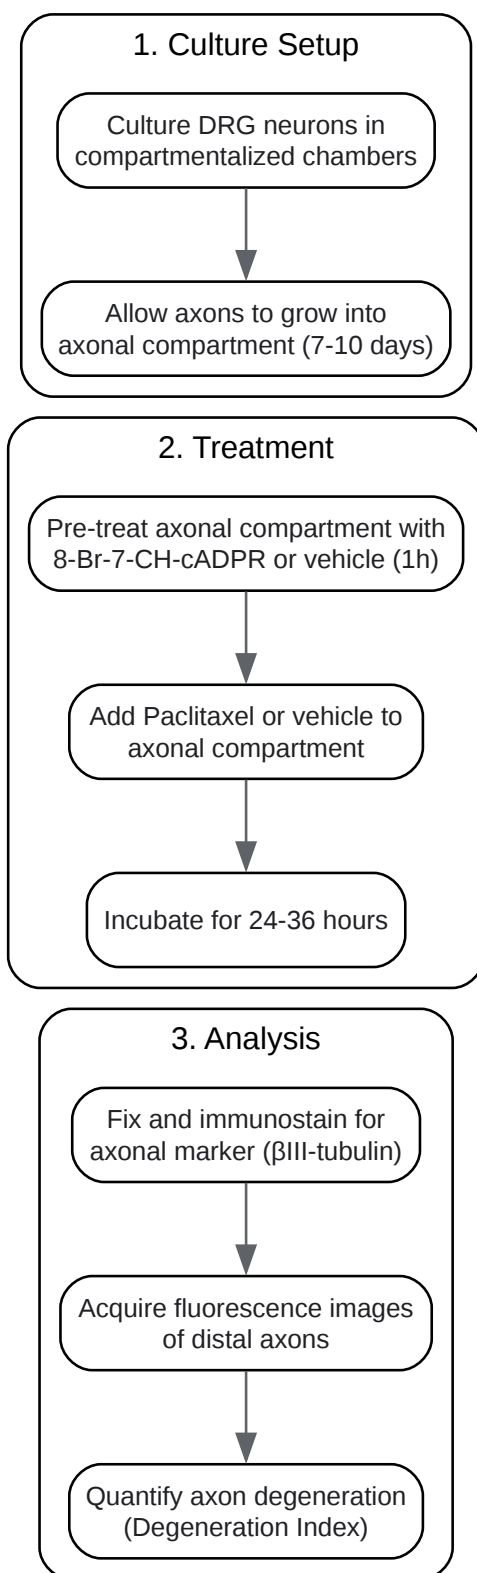 1. Culture Setup
Culture DRG neurons in
compartmentalized chambers
Allow axons to grow into
axonal compartment (7-10 days)
2. Treatment
Pre-treat axonal compartment with
8-Br-7-CH-cADPR or vehicle (1h)
Add Paclitaxel or vehicle to
axonal compartment
Incubate for 24-36 hours
3. Analysis
Fix and immunostain for
axonal marker (βIII-tubulin)
Acquire fluorescence images
of distal axons
Quantify axon degeneration
(Degeneration Index)